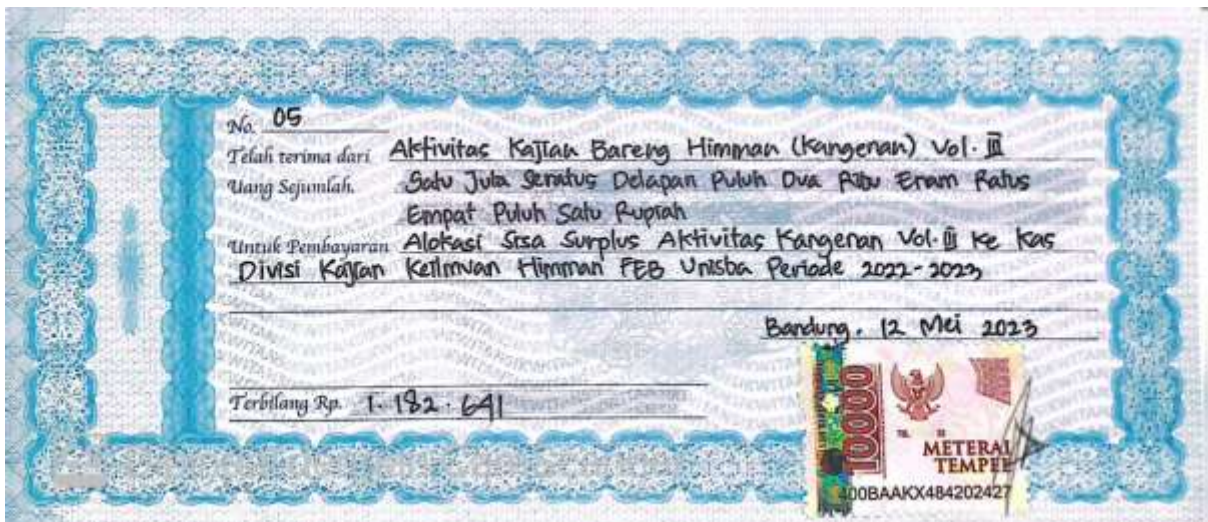 No. 05
Telah terima dari Aktivitas Kajian Bareng Himman (Kangenan) Vol. III
Uang Sejumlah. Satu Juta Seratus Delapan Puluh Dua Ribu Enam Ratus
Empat Puluh Satu Rupiah
Untuk Pembayaran Alokasi Sisa Surplus Aktivitas Kangenan Vol. III Ke Kas
Divisi Kajian Keilmuan Himman FEB Unisba Periode 2022-2023
Bandung, 12 Mei 2023
Terbilang Rp. 1.182.641
10000
METERAI
TEMPEL
400BAAKX484202427